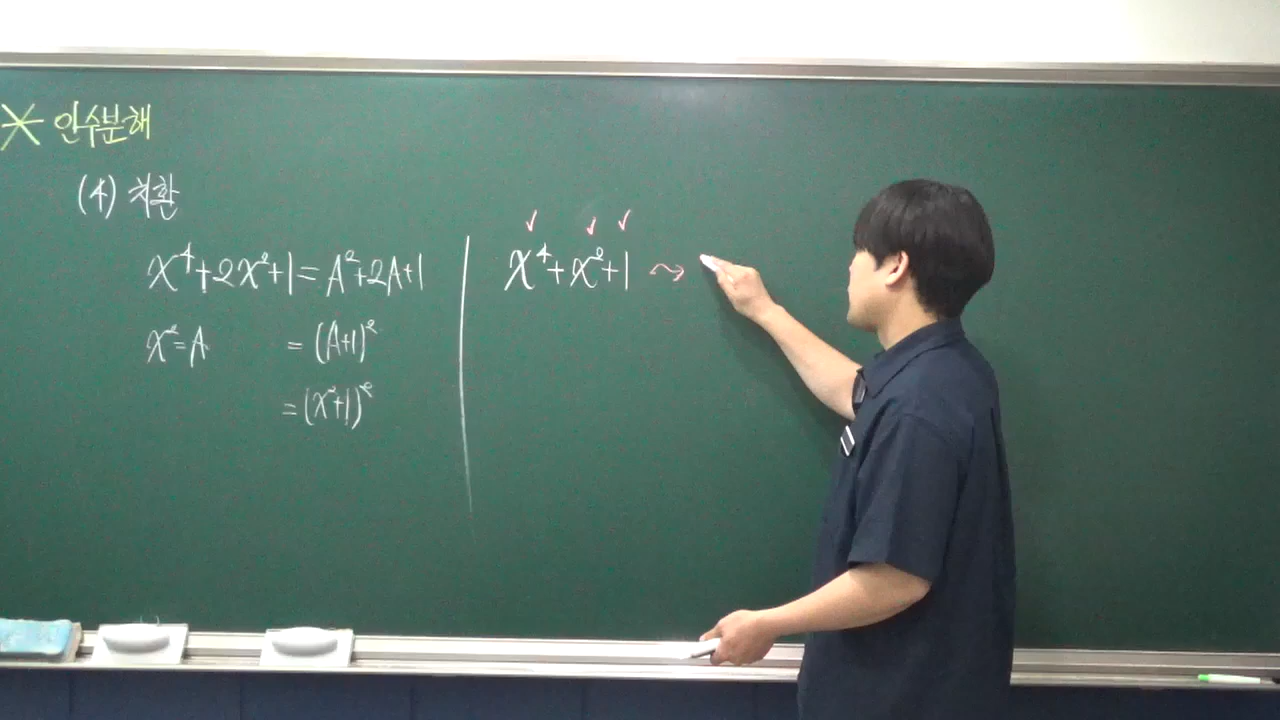 ※ 인수분해
(4) 치환
x⁴+2x²+1=A²+2A+1
x²=A =(A+1)²
=(x²+1)²
x⁴+x²+1 ⇝